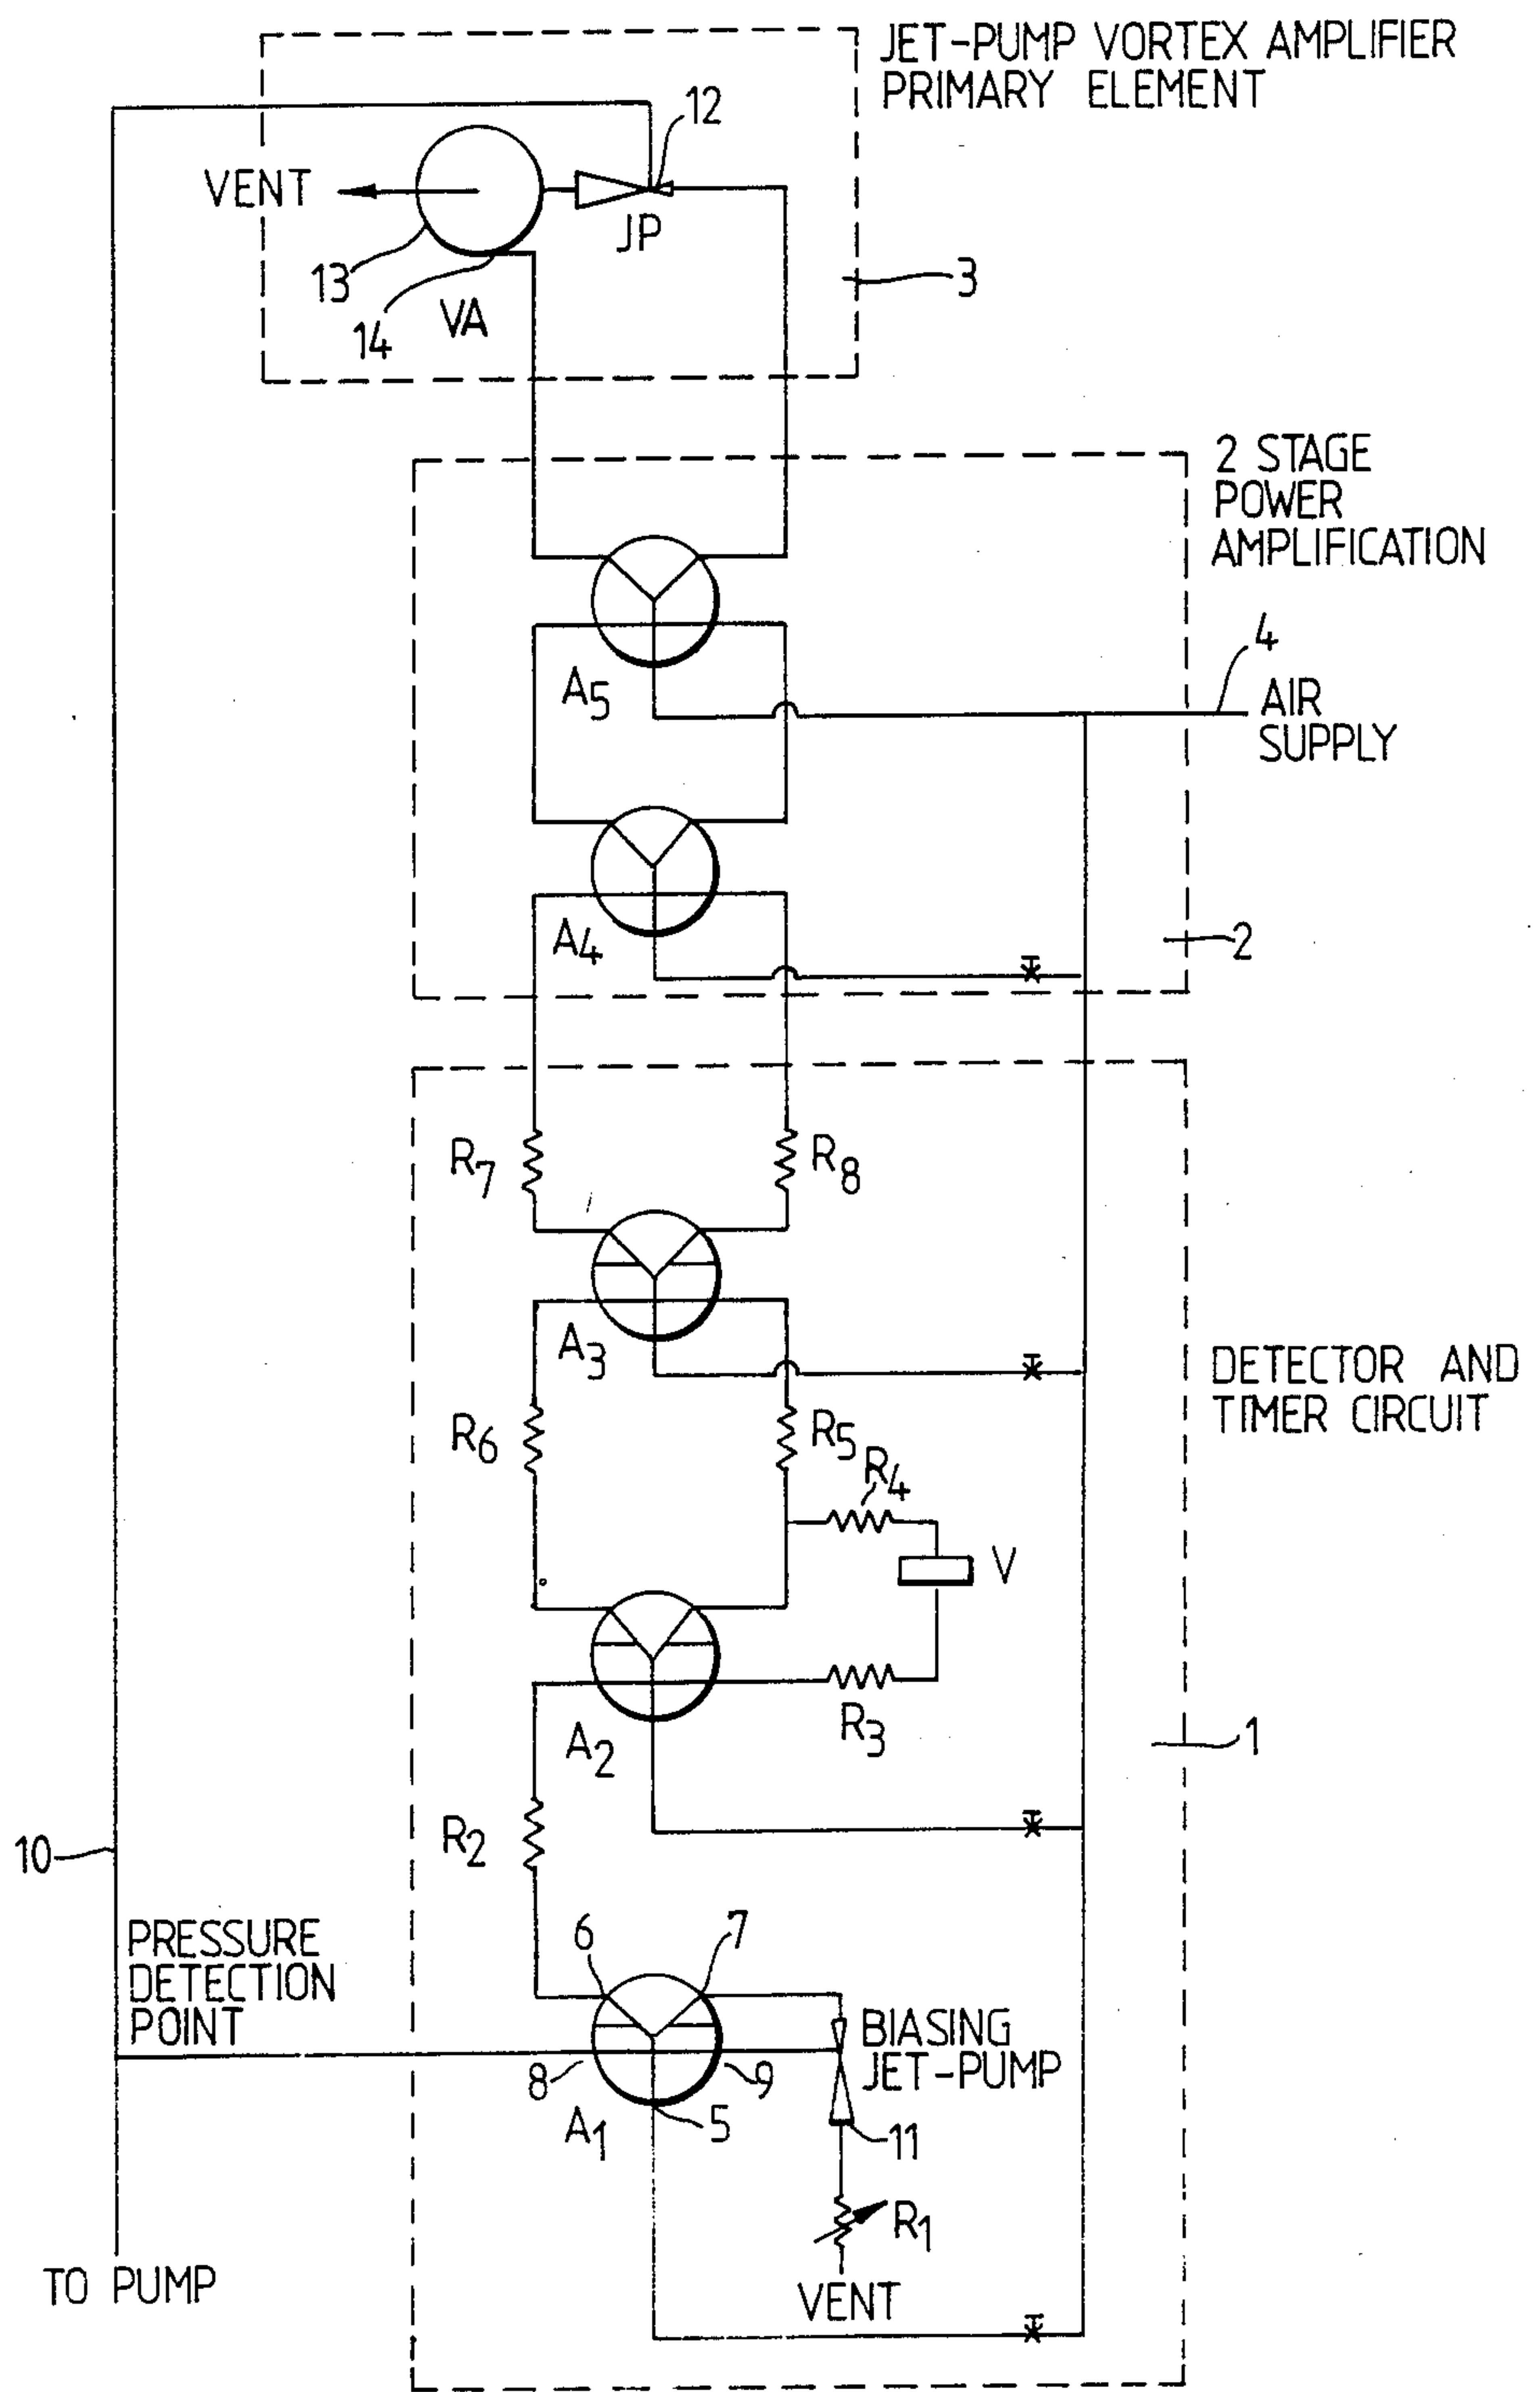 JET-PUMP VORTEX AMPLIFIER
PRIMARY ELEMENT
12
VENT
JP
13
14
VA
3
2 STAGE
POWER
AMPLIFICATION
4
AIR
SUPPLY
A5
A4
2
R7
R8
A3
DETECTOR AND
TIMER CIRCUIT
R6
R5
R4
V
R3
A2
1
R2
10
PRESSURE
DETECTION
POINT
6
7
BIASING
JET-PUMP
8
9
A1
5
11
R1
TO PUMP
VENT